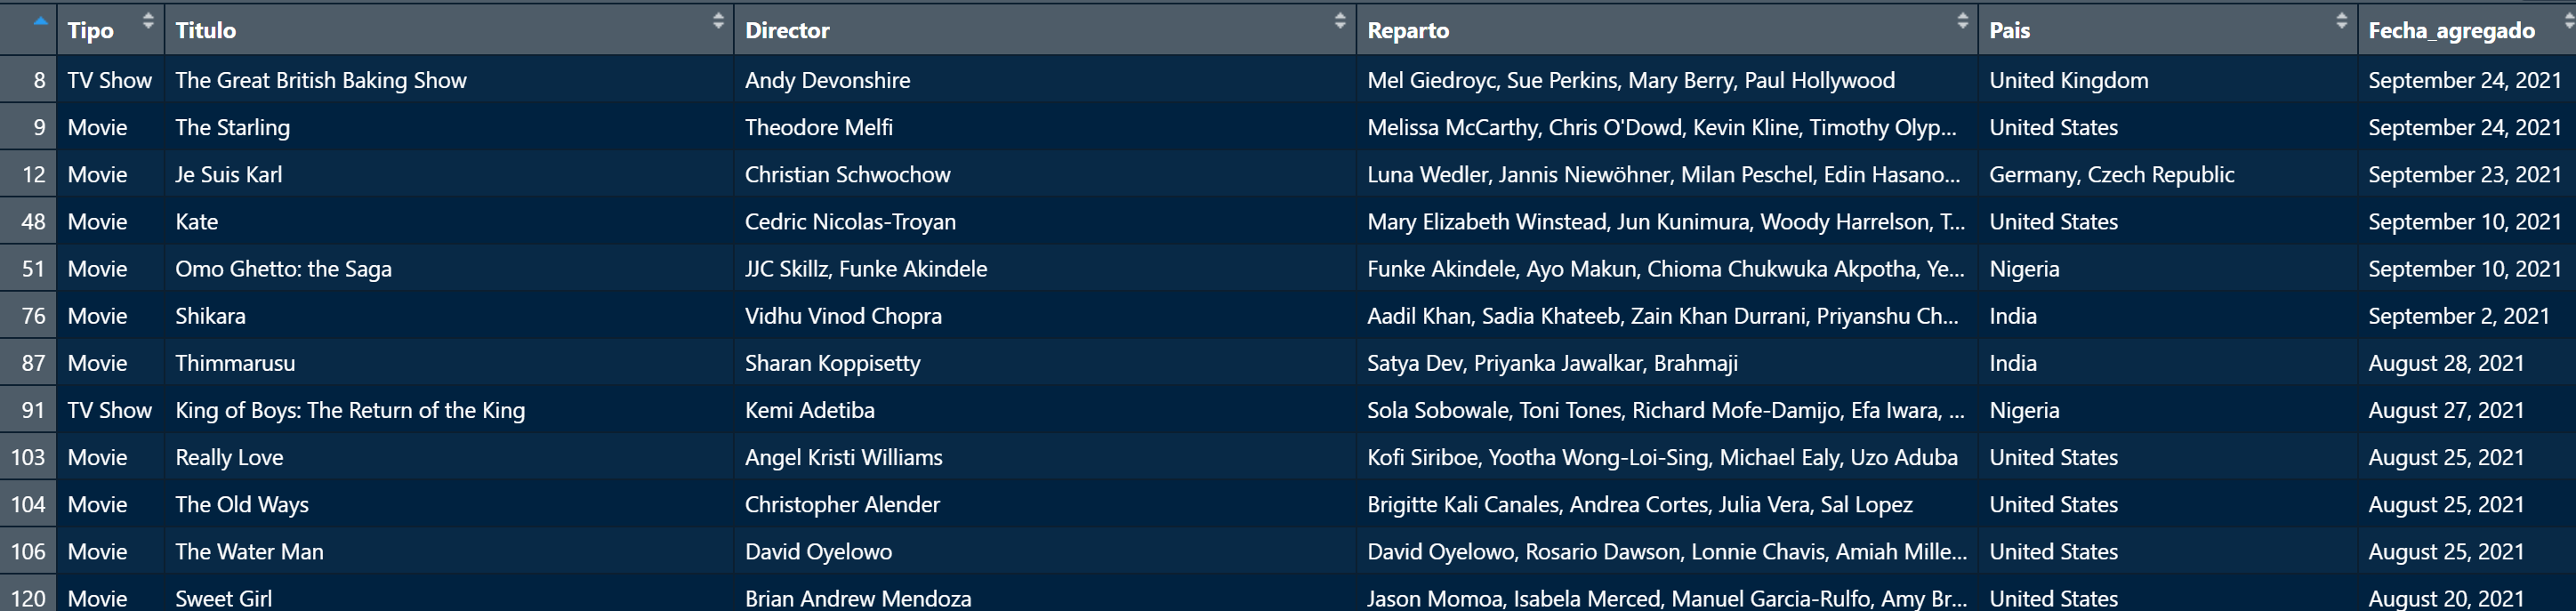 Tipo Titulo Director Reparto Pais Fecha_agregado
8 TV Show The Great British Baking Show Andy Devonshire Mel Giedroyc, Sue Perkins, Mary Berry, Paul Hollywood United Kingdom September 24, 2021
9 Movie The Starling Theodore Melfi Melissa McCarthy, Chris O'Dowd, Kevin Kline, Timothy Olyp... United States September 24, 2021
12 Movie Je Suis Karl Christian Schwochow Luna Wedler, Jannis Niewöhner, Milan Peschel, Edin Hasano... Germany, Czech Republic September 23, 2021
48 Movie Kate Cedric Nicolas-Troyan Mary Elizabeth Winstead, Jun Kunimura, Woody Harrelson, T... United States September 10, 2021
51 Movie Omo Ghetto: the Saga JJC Skillz, Funke Akindele Funke Akindele, Ayo Makun, Chioma Chukwuka Akpotha, Ye... Nigeria September 10, 2021
76 Movie Shikara Vidhu Vinod Chopra Aadil Khan, Sadia Khateeb, Zain Khan Durrani, Priyanshu Ch... India September 2, 2021
87 Movie Thimmarusu Sharan Koppisetty Satya Dev, Priyanka Jawalkar, Brahmaji India August 28, 2021
91 TV Show King of Boys: The Return of the King Kemi Adetiba Sola Sobowale, Toni Tones, Richard Mofe-Damijo, Efa Iwara, ... Nigeria August 27, 2021
103 Movie Really Love Angel Kristi Williams Kofi Siriboe, Yootha Wong-Loi-Sing, Michael Ealy, Uzo Aduba United States August 25, 2021
104 Movie The Old Ways Christopher Alender Brigitte Kali Canales, Andrea Cortes, Julia Vera, Sal Lopez United States August 25, 2021
106 Movie The Water Man David Oyelowo David Oyelowo, Rosario Dawson, Lonnie Chavis, Amiah Mille... United States August 25, 2021
120 Movie Sweet Girl Brian Andrew Mendoza Jason Momoa, Isabela Merced, Manuel Garcia-Rulfo, Amy Br... United States August 20, 2021